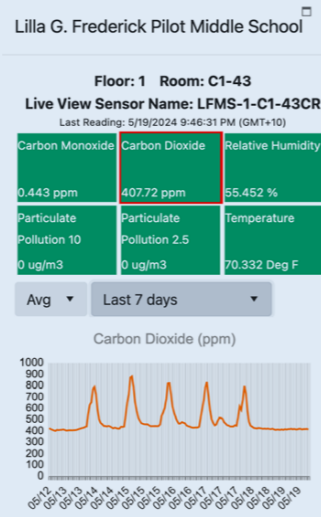 Lilla G. Frederick Pilot Middle School
Floor: 1 Room: C1-43
Live View Sensor Name: LFMS-1-C1-43CR
Last Reading: 5/19/2024 9:46:31 PM (GMT+10)
Carbon Monoxide Carbon Dioxide Relative Humidity
0.443 ppm 407.72 ppm 55.452 %
Particulate Particulate Temperature
Pollution 10 Pollution 2.5
0 ug/m3 0 ug/m3 70.332 Deg F
Avg Last 7 days
Carbon Dioxide (ppm)
1000
900
800
700
600
500
400
300
200
100
0
05/12 05/13 05/13 05/14 05/14 05/15 05/15 05/16 05/16 05/17 05/17 05/18 05/18 05/19 05/19